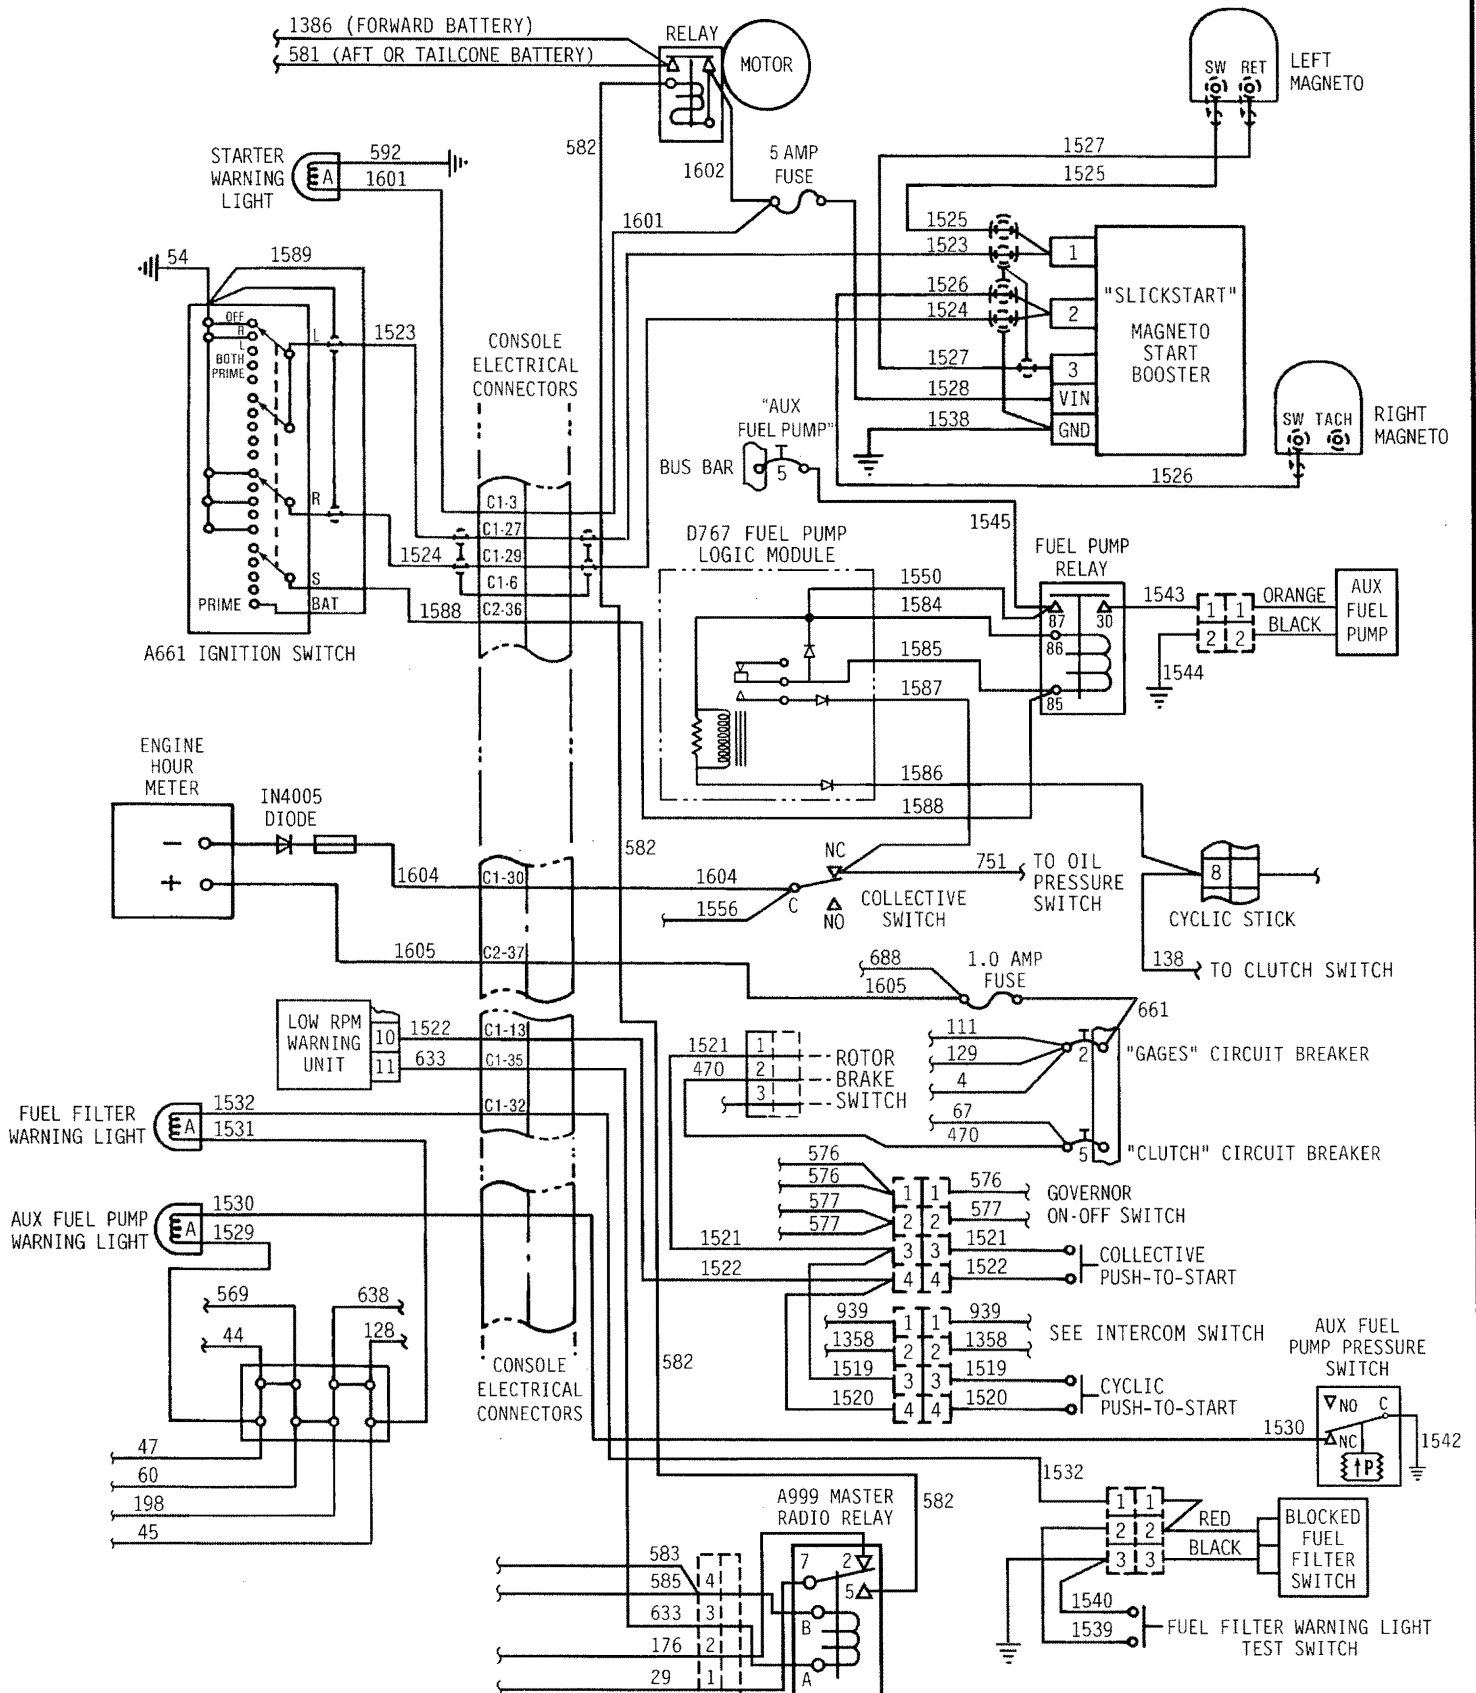 1386 (FORWARD BATTERY)
581 (AFT OR TAILCONE BATTERY)
RELAY
MOTOR
SW RET
LEFT
MAGNETO
STARTER
WARNING
LIGHT
A
592
1601
582
1602
5 AMP
FUSE
1527
1525
1601
1525
1523
1526
1524
1527
1528
1538
1
2
3
VIN
GND
"SLICKSTART"
MAGNETO
START
BOOSTER
54
1589
OFF
R
L
BOTH
PRIME
L
1523
R
1524
S
BAT
1588
PRIME
A661 IGNITION SWITCH
CONSOLE
ELECTRICAL
CONNECTORS
C1-3
C1-27
C1-29
C1-6
C2-36
"AUX
FUEL PUMP"
BUS BAR
5
SW TACH
RIGHT
MAGNETO
1526
1545
D767 FUEL PUMP
LOGIC MODULE
FUEL PUMP
RELAY
1550
1584
1585
1587
1586
1588
87
30
86
85
1543
1 1
2 2
ORANGE
BLACK
AUX
FUEL
PUMP
1544
ENGINE
HOUR
METER
-
+
IN4005
DIODE
1604
C1-30
582
1604
1556
C
NC
NO
COLLECTIVE
SWITCH
751
TO OIL
PRESSURE
SWITCH
8
CYCLIC STICK
138
TO CLUTCH SWITCH
1605
C2-37
688
1605
1.0 AMP
FUSE
661
LOW RPM
WARNING
UNIT
10
11
1522
633
C1-13
C1-35
C1-32
1521
470
1
2
3
ROTOR
BRAKE
SWITCH
111
129
4
2
"GAGES" CIRCUIT BREAKER
67
470
5
"CLUTCH" CIRCUIT BREAKER
FUEL FILTER
WARNING LIGHT
A
1532
1531
AUX FUEL PUMP
WARNING LIGHT
A
1530
1529
576
576
577
577
1521
1522
1 1
2 2
3 3
4 4
576
577
1521
1522
GOVERNOR
ON-OFF SWITCH
COLLECTIVE
PUSH-TO-START
569
44
638
128
939
1358
1519
1520
1 1
2 2
3 3
4 4
939
1358
1519
1520
SEE INTERCOM SWITCH
CYCLIC
PUSH-TO-START
AUX FUEL
PUMP PRESSURE
SWITCH
NO
C
NC
P
1530
1542
CONSOLE
ELECTRICAL
CONNECTORS
582
47
60
198
45
1532
A999 MASTER
RADIO RELAY
582
1 1
2 2
3 3
RED
BLACK
BLOCKED
FUEL
FILTER
SWITCH
583
585
633
176
29
4
3
2
1
7
2
5
B
A
1540
1539
FUEL FILTER WARNING LIGHT
TEST SWITCH